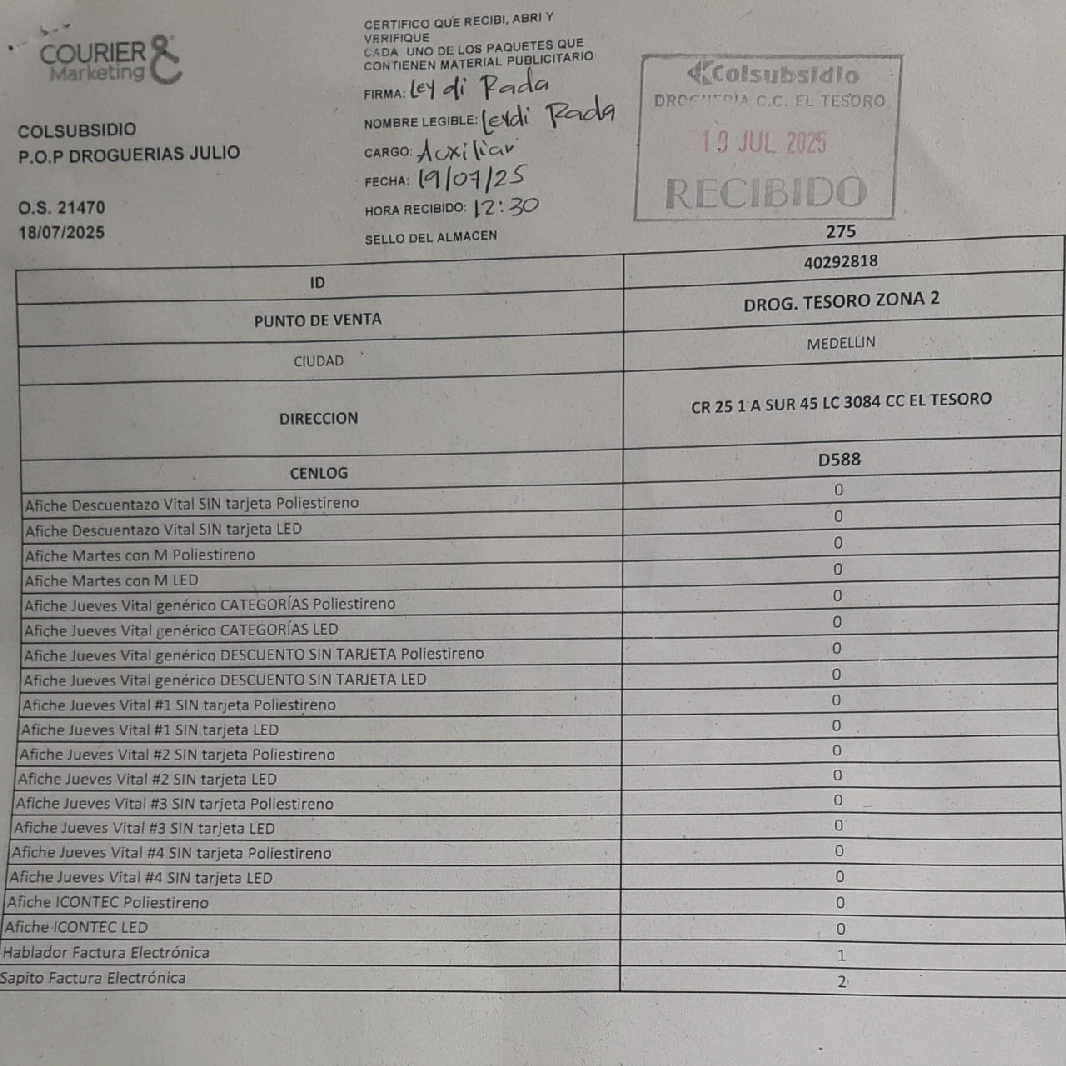 COURIER &
Marketing
COLSUBSIDIO
P.O.P DROGUERIAS JULIO
O.S. 21470
18/07/2025
CERTIFICO QUE RECIBI, ABRI Y
VERIFIQUE
CADA UNO DE LOS PAQUETES QUE
CONTIENEN MATERIAL PUBLICITARIO
FIRMA: Leydi Rada
NOMBRE LEGIBLE: Leydi Rada
CARGO: Auxiliar
FECHA: 19/07/25
HORA RECIBIDO: 12:30
SELLO DEL ALMACEN
Colsubsidio
DROGUERIA C.C. EL TESORO
19 JUL 2025
RECIBIDO
275
ID 40292818
PUNTO DE VENTA DROG. TESORO ZONA 2
CIUDAD MEDELLIN
DIRECCION CR 25 1 A SUR 45 LC 3084 CC EL TESORO
CENLOG D588
Afiche Descuentazo Vital SIN tarjeta Poliestireno 0
Afiche Descuentazo Vital SIN tarjeta LED 0
Afiche Martes con M Poliestireno 0
Afiche Martes con M LED 0
Afiche Jueves Vital genérico CATEGORÍAS Poliestireno 0
Afiche Jueves Vital genérico CATEGORÍAS LED 0
Afiche Jueves Vital genérico DESCUENTO SIN TARJETA Poliestireno 0
Afiche Jueves Vital genérico DESCUENTO SIN TARJETA LED 0
Afiche Jueves Vital #1 SIN tarjeta Poliestireno 0
Afiche Jueves Vital #1 SIN tarjeta LED 0
Afiche Jueves Vital #2 SIN tarjeta Poliestireno 0
Afiche Jueves Vital #2 SIN tarjeta LED 0
Afiche Jueves Vital #3 SIN tarjeta Poliestireno 0
Afiche Jueves Vital #3 SIN tarjeta LED 0
Afiche Jueves Vital #4 SIN tarjeta Poliestireno 0
Afiche Jueves Vital #4 SIN tarjeta LED 0
Afiche ICONTEC Poliestireno 0
Afiche ICONTEC LED 0
Hablador Factura Electrónica 1
Sapito Factura Electrónica 2